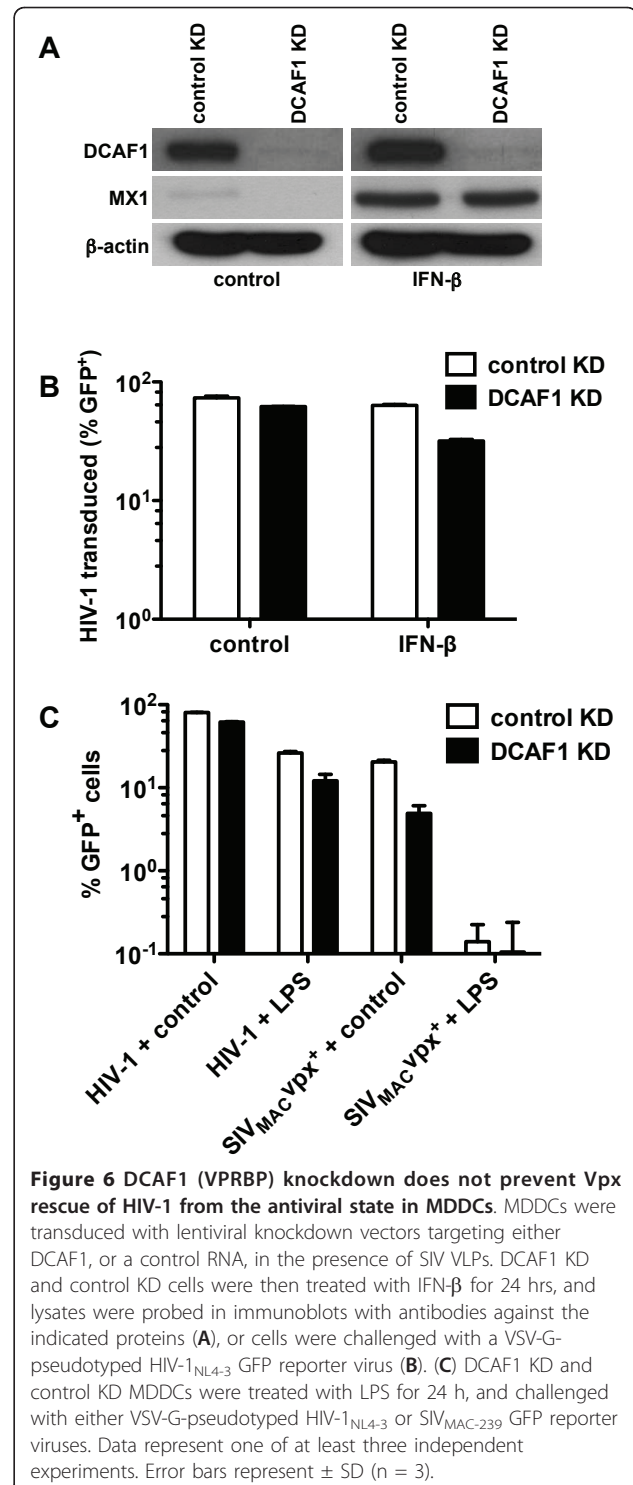 A
control KD
DCAF1 KD
control KD
DCAF1 KD
DCAF1
MX1
β-actin
control
IFN-β
B
HIV-1 transduced (% GFP⁺)
10²
10¹
10⁰
control KD
DCAF1 KD
control
IFN-β
C
% GFP⁺ cells
10²
10¹
10⁰
10⁻¹
control KD
DCAF1 KD
HIV-1 + control
HIV-1 + LPS
SIV_MAC vpx⁺ + control
SIV_MAC vpx⁺ + LPS
Figure 6 DCAF1 (VPRBP) knockdown does not prevent Vpx
rescue of HIV-1 from the antiviral state in MDDCs. MDDCs were
transduced with lentiviral knockdown vectors targeting either
DCAF1, or a control RNA, in the presence of SIV VLPs. DCAF1 KD
and control KD cells were then treated with IFN-β for 24 hrs, and
lysates were probed in immunoblots with antibodies against the
indicated proteins (A), or cells were challenged with a VSV-G-
pseudotyped HIV-1NL4-3 GFP reporter virus (B). (C) DCAF1 KD and
control KD MDDCs were treated with LPS for 24 h, and challenged
with either VSV-G-pseudotyped HIV-1NL4-3 or SIVMAC-239 GFP reporter
viruses. Data represent one of at least three independent
experiments. Error bars represent ± SD (n = 3).